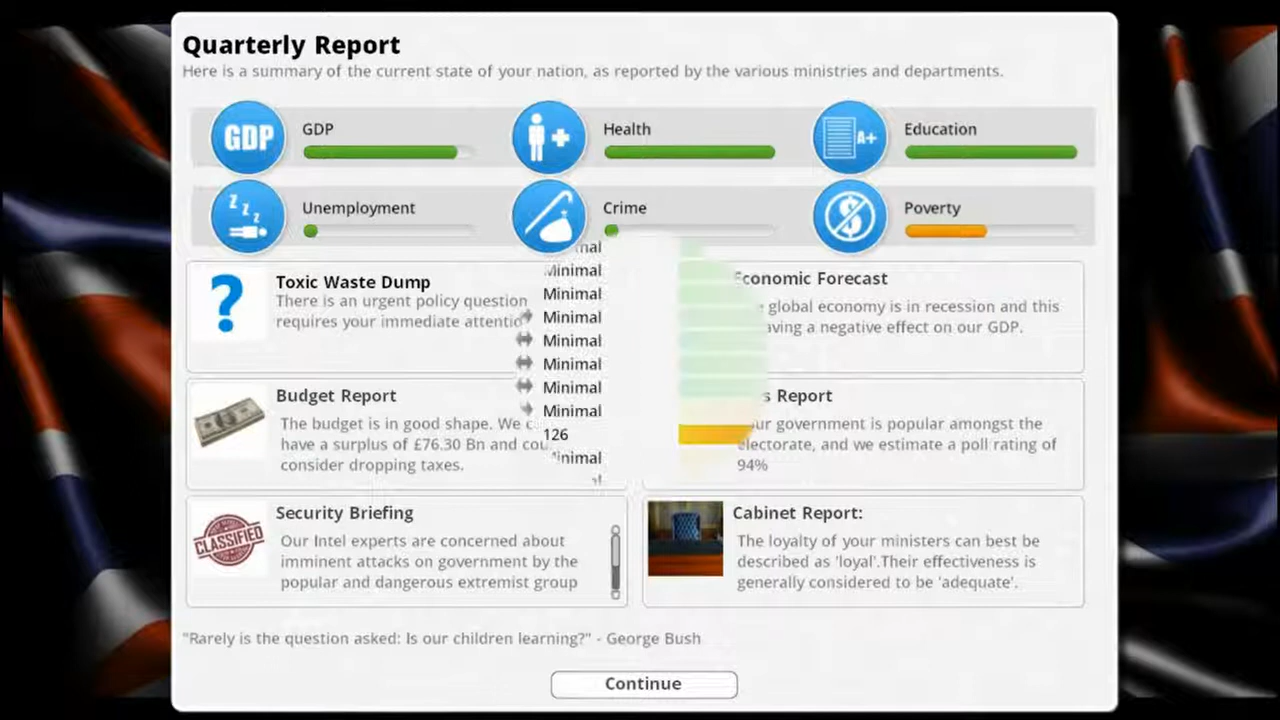 Quarterly Report
Here is a summary of the current state of your nation, as reported by the various ministries and departments.
GDP
GDP
Health
A+
Education
Z
Z
Z
Unemployment
Crime
$
Poverty
Toxic Waste Dump
There is an urgent policy question
requires your immediate
Minimal
Minimal
Minimal
Minimal
Minimal
Minimal
Minimal
126
Economic Forecast
global economy is in recession and this
a negative effect on our GDP.
Budget Report
The budget is in good shape. We
have a surplus of £76.30 Bn and
consider dropping taxes.
Report
government is popular amongst the
electorate, and we estimate a poll rating of
94%
Security Briefing
CLASSIFIED
Our Intel experts are concerned about
imminent attacks on government by the
popular and dangerous extremist group
Cabinet Report:
The loyalty of your ministers can best be
described as 'loyal'.Their effectiveness is
generally considered to be 'adequate'.
"Rarely is the question asked: Is our children learning?" - George Bush
Continue